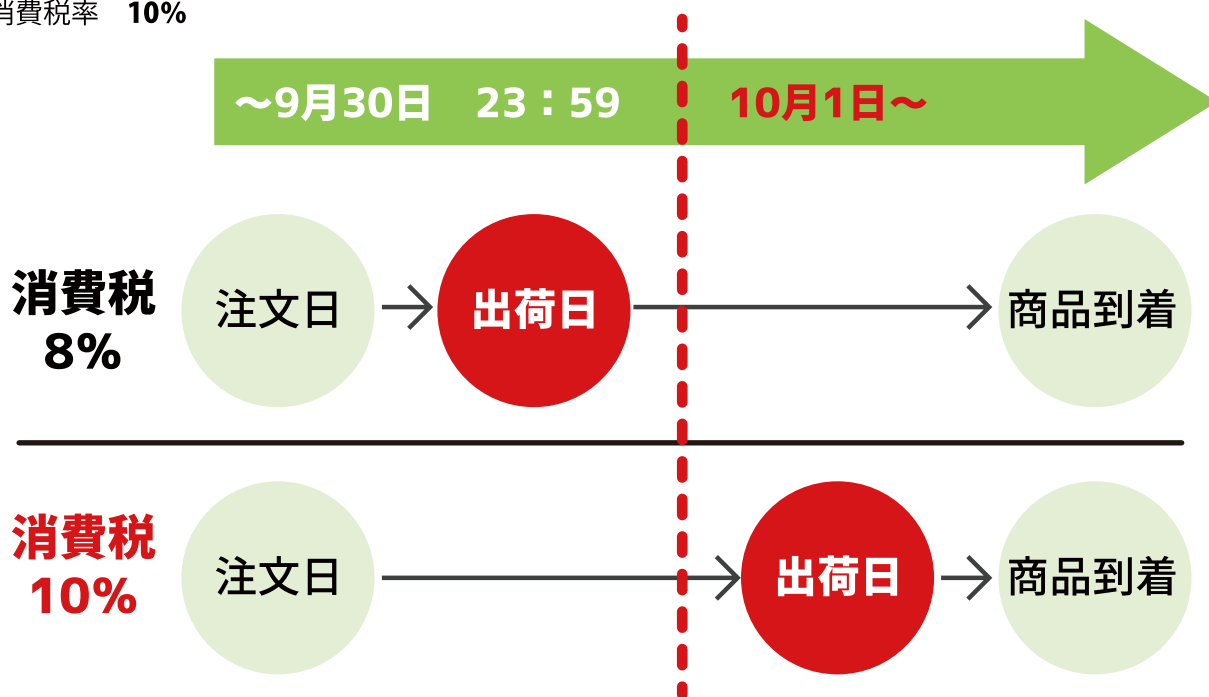 消費税率　10%
～9月30日　23：59
10月1日～
消費税
8%
注文日
出荷日
商品到着
消費税
10%
注文日
出荷日
商品到着